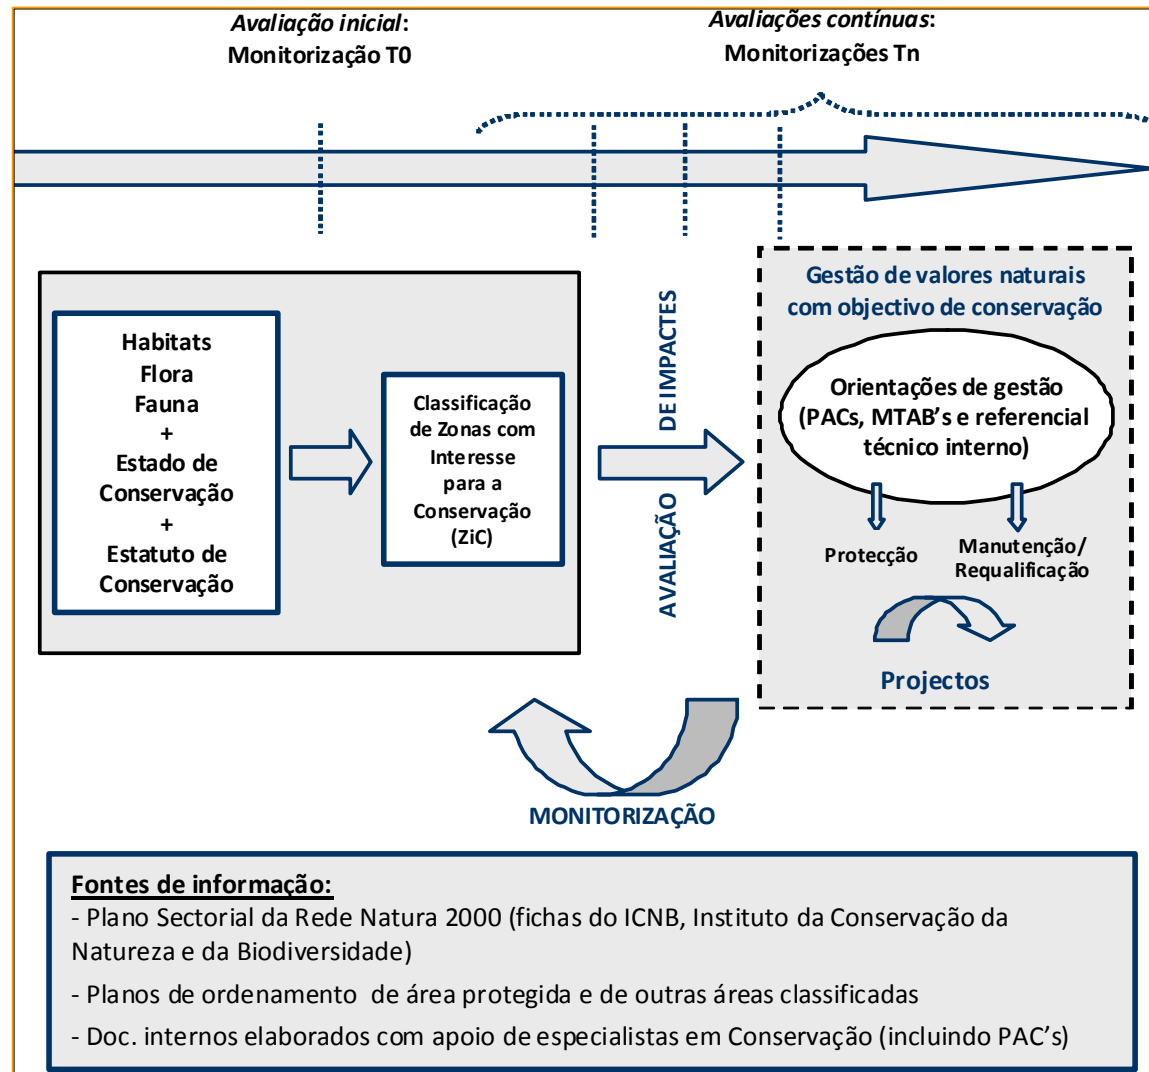 Avaliação inicial:
Monitorização T0
Avaliações contínuas:
Monitorizações Tn
Habitats
Flora
Fauna
+
Estado de
Conservação
+
Estatuto de
Conservação
Classificação
de Zonas com
Interesse
para a
Conservação
(ZiC)
AVALIAÇÃO DE IMPACTES
Gestão de valores naturais
com objectivo de conservação
Orientações de gestão
(PACs, MTAB's e referencial
técnico interno)
Protecção
Manutenção/
Requalificação
Projectos
MONITORIZAÇÃO
Fontes de informação:
- Plano Sectorial da Rede Natura 2000 (fichas do ICNB, Instituto da Conservação da
Natureza e da Biodiversidade)
- Planos de ordenamento de área protegida e de outras áreas classificadas
- Doc. internos elaborados com apoio de especialistas em Conservação (incluindo PAC's)